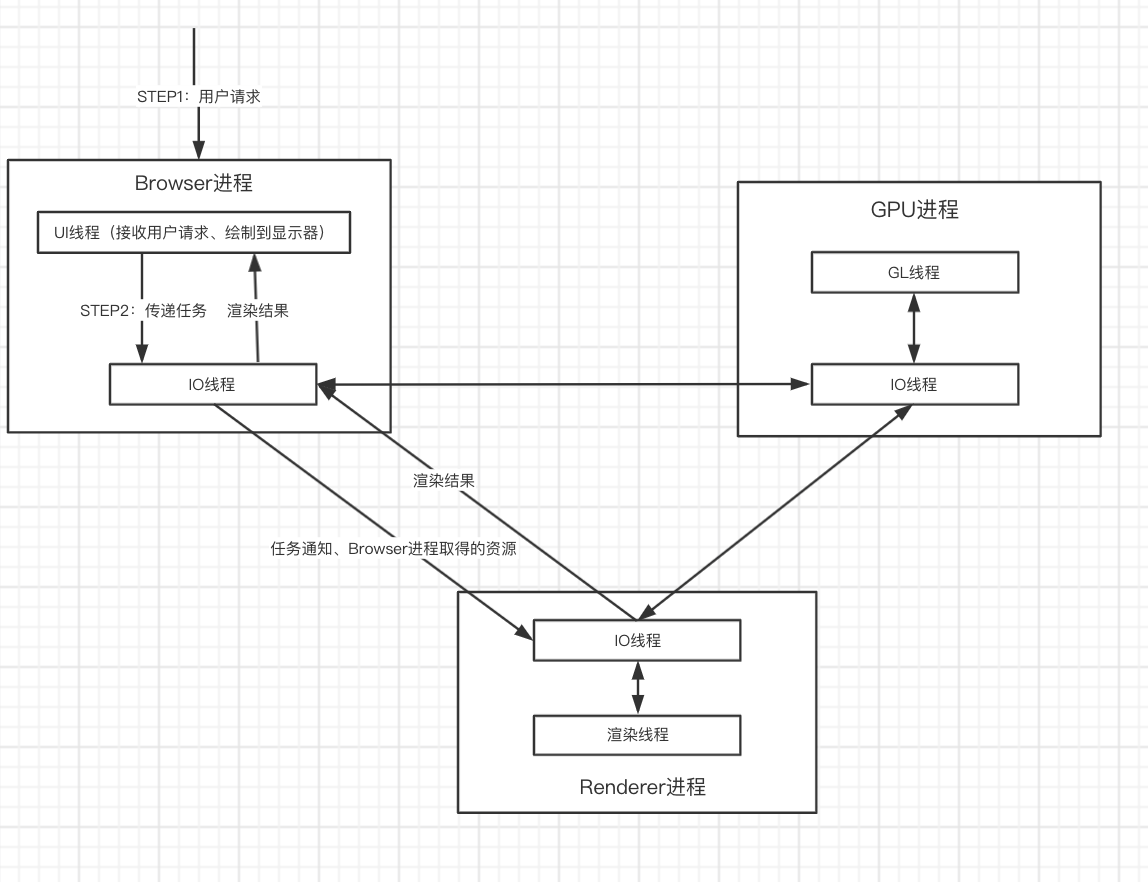 STEP1：用户请求
Browser进程
UI线程（接收用户请求、绘制到显示器）
STEP2：传递任务
渲染结果
IO线程
GPU进程
GL线程
IO线程
渲染结果
任务通知、Browser进程取得的资源
IO线程
渲染线程
Renderer进程